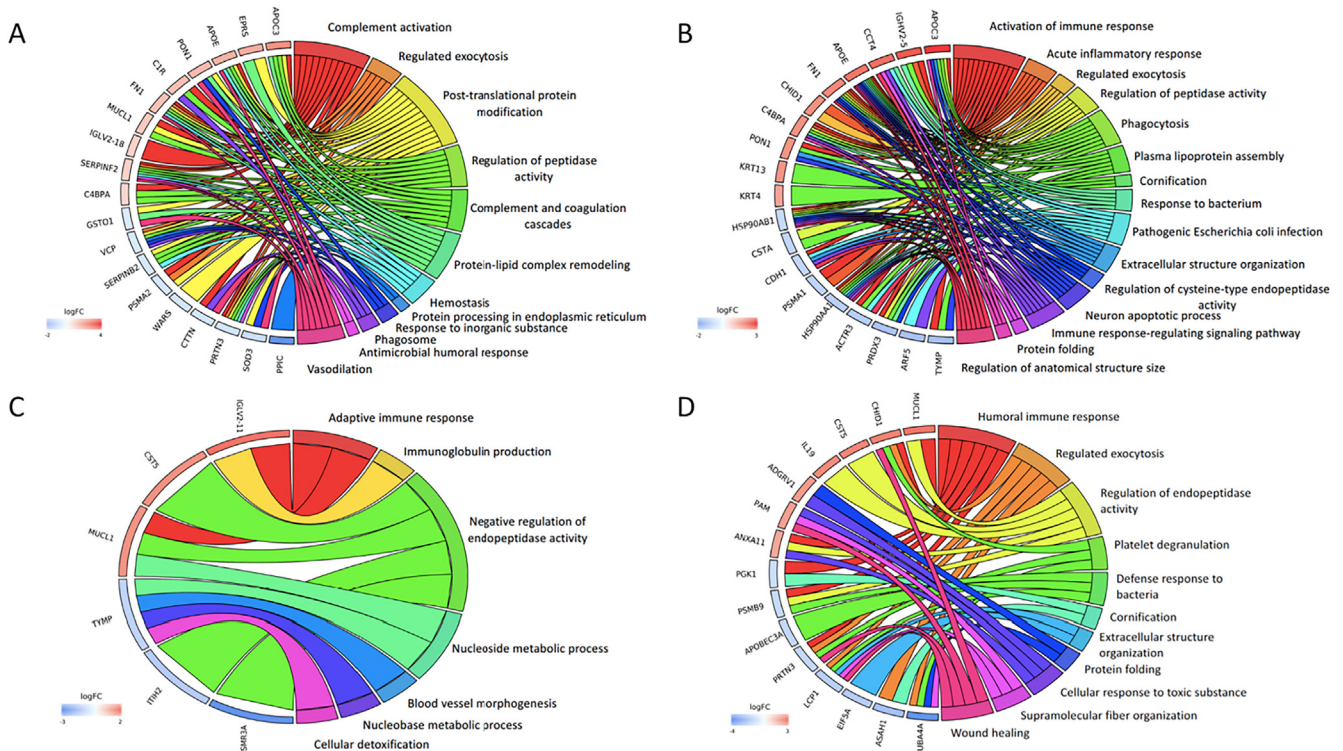 A
APOC3
EPRS
APOE
PON1
C1R
FN1
MUCL1
IGLV2-18
SERPINF2
C4BPA
GSTO1
VCP
SERPINB2
PSMA2
WARS
CTTN
PRTN3
SOD3
PPIC
Complement activation
Regulated exocytosis
Post-translational protein
modification
Regulation of peptidase
activity
Complement and coagulation
cascades
Protein-lipid complex remodeling
Hemostasis
Protein processing in endoplasmic reticulum
Response to inorganic substance
Phagosome
Antimicrobial humoral response
Vasodilation
logFC
-3
4
B
APOC3
IGHV2-5
CCT4
APOE
FN1
CHID1
C4BPA
PON1
KRT13
KRT4
HSP90AB1
CSTA
CDH1
PSMA1
HSP90AA1
ACTR3
PRDX3
ARF5
TYMP
Activation of immune response
Acute inflammatory response
Regulated exocytosis
Regulation of peptidase activity
Phagocytosis
Plasma lipoprotein assembly
Cornification
Response to bacterium
Pathogenic Escherichia coli infection
Extracellular structure organization
Regulation of cysteine-type endopeptidase
activity
Neuron apoptotic process
Immune response-regulating signaling pathway
Protein folding
Regulation of anatomical structure size
logFC
-2
3
C
IGLV2-11
CST5
MUCL1
TYMP
ITIH2
SMR3A
Adaptive immune response
Immunoglobulin production
Negative regulation of
endopeptidase activity
Nucleoside metabolic process
Blood vessel morphogenesis
Nucleobase metabolic process
Cellular detoxification
logFC
-3
2
D
MUCL1
CHID1
CST5
IL19
ADGRV1
PAM
ANXA11
PGK1
PSMB9
APOBEC3A
PRTN3
LCP1
EIF5A
ASAH1
UBA4A
Humoral immune response
Regulated exocytosis
Regulation of endopeptidase
activity
Platelet degranulation
Defense response to
bacteria
Cornification
Extracellular structure
organization
Protein folding
Cellular response to toxic substance
Supramolecular fiber organization
Wound healing
logFC
-4
3